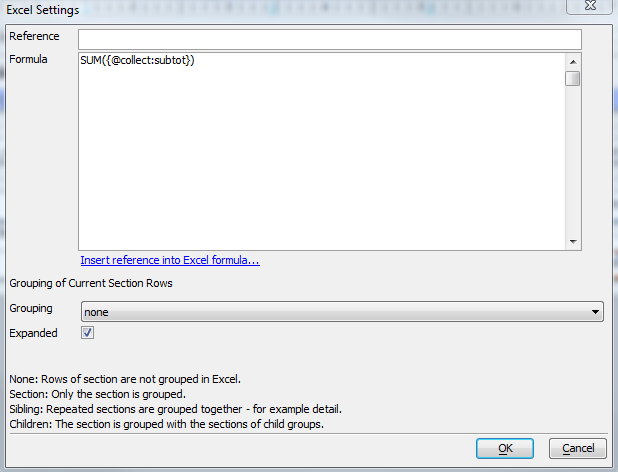 Excel Settings
Reference
Formula
SUM({@collect:subtot})
Insert reference into Excel formula...
Grouping of Current Section Rows
Grouping
none
Expanded
None: Rows of section are not grouped in Excel.
Section: Only the section is grouped.
Sibling: Repeated sections are grouped together - for example detail.
Children: The section is grouped with the sections of child groups.
OK
Cancel